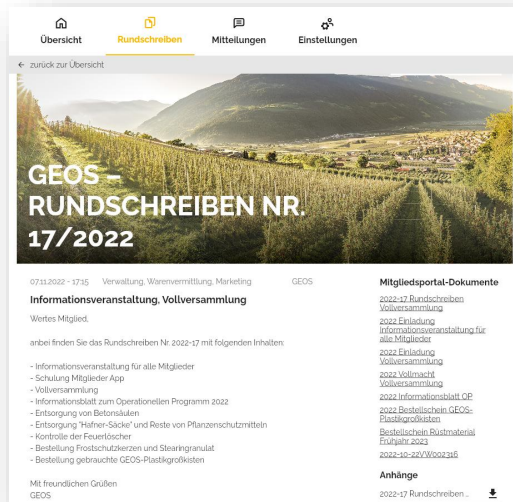 Übersicht Rundschreiben Mitteilungen Einstellungen
← zurück zur Übersicht
GEOS –
RUNDSCHREIBEN NR.
17/2022
07.11.2022 - 17:15 Verwaltung, Warenvermittlung, Marketing GEOS
Informationsveranstaltung, Vollversammlung
Wertes Mitglied,
anbei finden Sie das Rundschreiben Nr. 2022-17 mit folgenden Inhalten:
- Informationsveranstaltung für alle Mitglieder
- Schulung Mitglieder App
- Vollversammlung
- Informationsblatt zum Operationellen Programm 2022
- Entsorgung von Betonsäulen
- Entsorgung "Hafner-Säcke" und Reste von Pflanzenschutzmitteln
- Kontrolle der Feuerlöscher
- Bestellung Frostschutzkerzen und Stearingranulat
- Bestellung gebrauchte GEOS-Plastikgroßkisten
Mit freundlichen Grüßen
GEOS
Mitgliedsportal-Dokumente
2022-17 Rundschreiben
Vollversammlung
2022 Einladung
Informationsveranstaltung für
alle Mitglieder
2022 Einladung
Vollversammlung
2022 Vollmacht
Vollversammlung
2022 Informationsblatt OP
2022 Bestellschein GEOS-
Plastikgroßkisten
Bestellschein Rüstmaterial
Frühjahr 2023
2022-10-22VW002316
Anhänge
2022-17 Rundschreiben ...